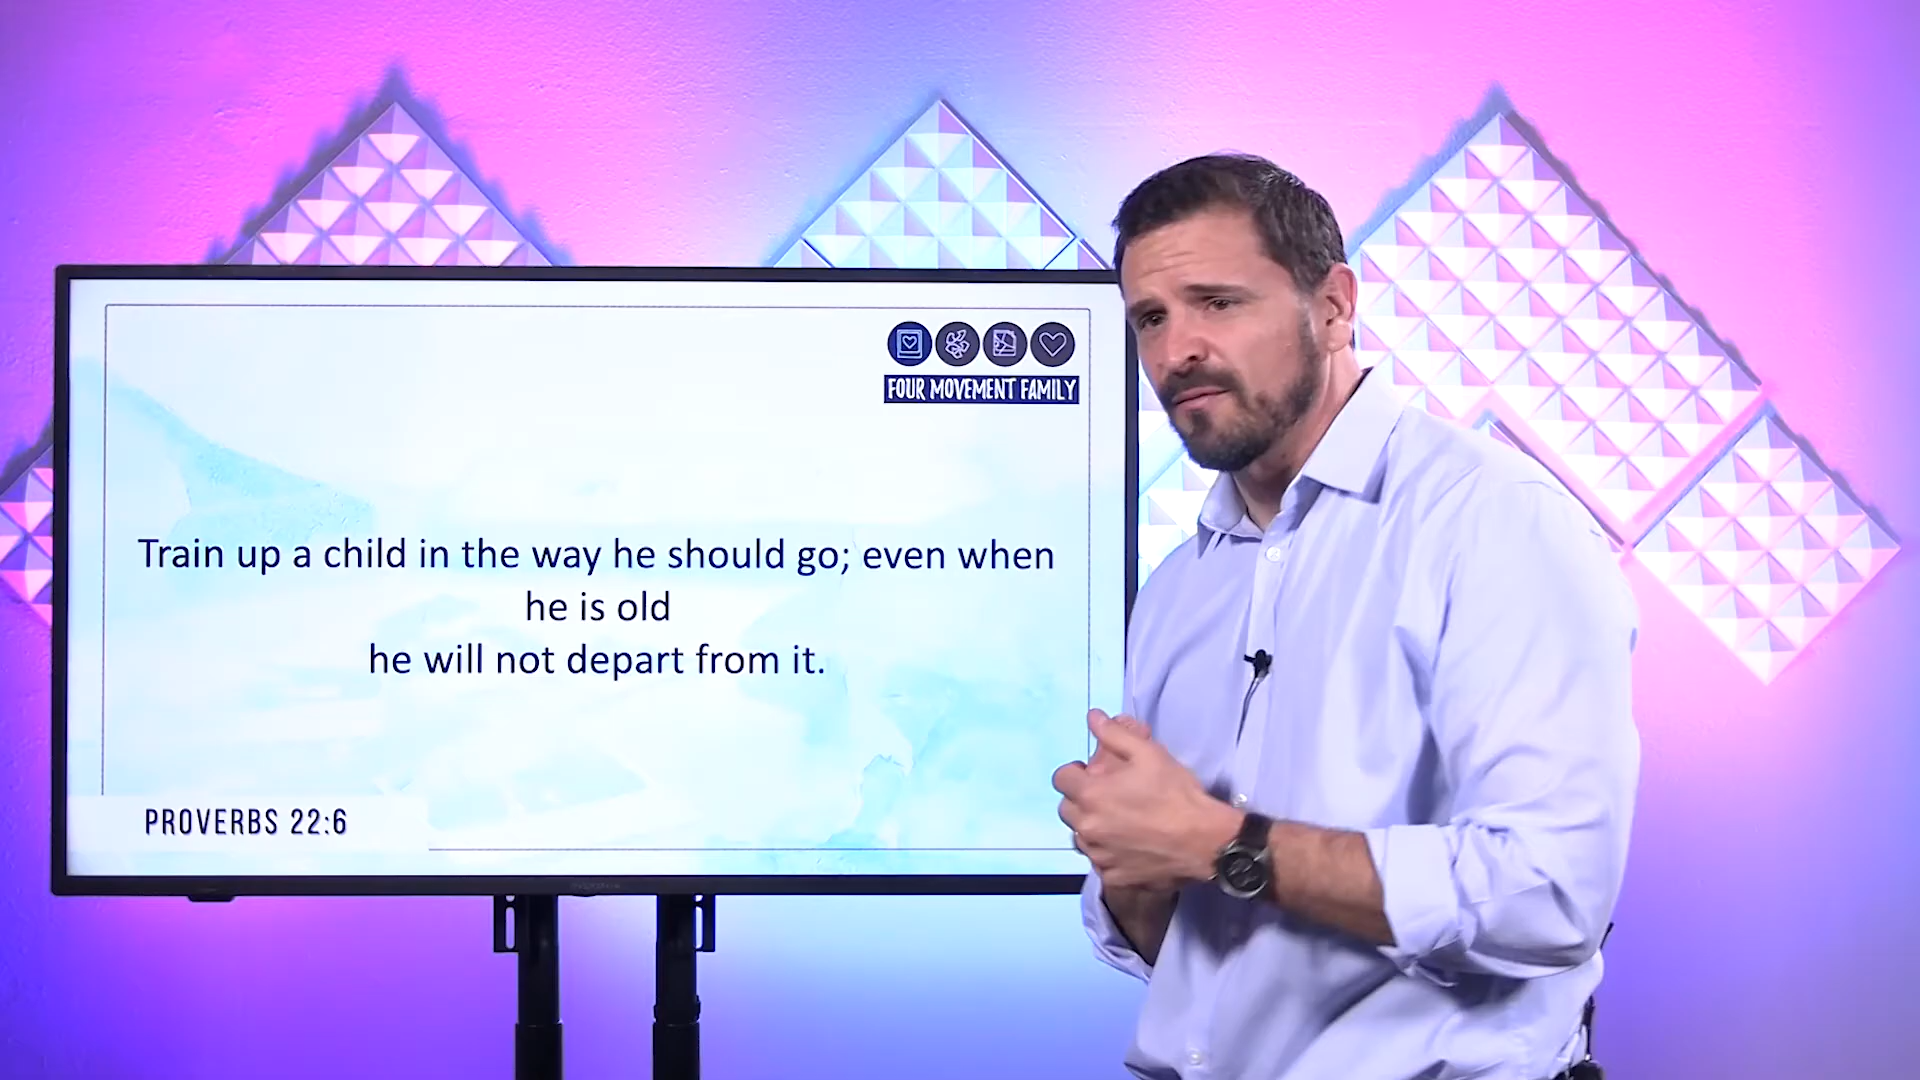 FOUR MOVEMENT FAMILY
Train up a child in the way he should go; even when
he is old
he will not depart from it.
PROVERBS 22:6